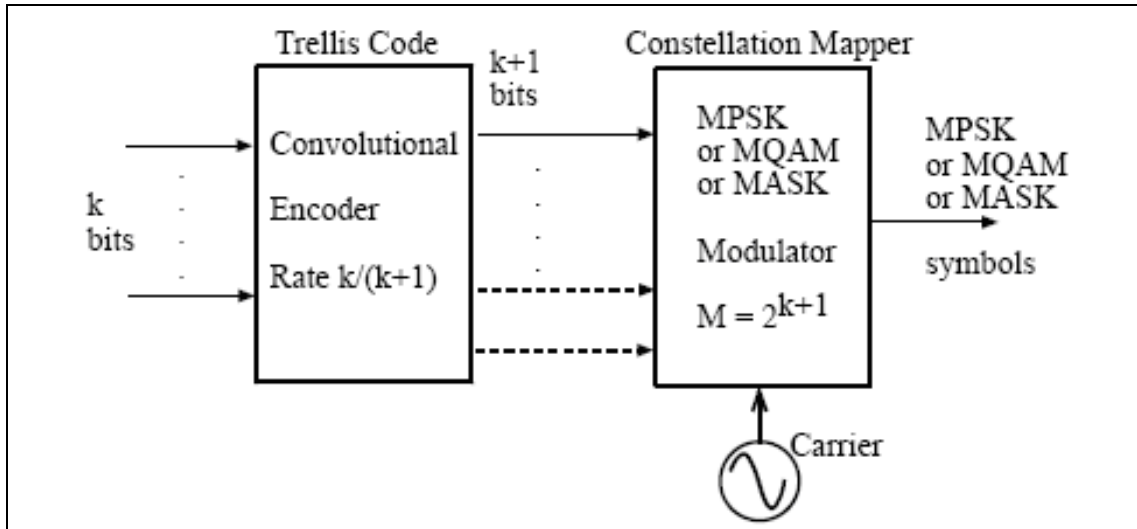 Trellis Code
k+1
bits
Constellation Mapper
k
bits
Convolutional
Encoder
Rate k/(k+1)
MPSK
or MQAM
or MASK
Modulator
M = 2^{k+1}
MPSK
or MQAM
or MASK
symbols
Carrier